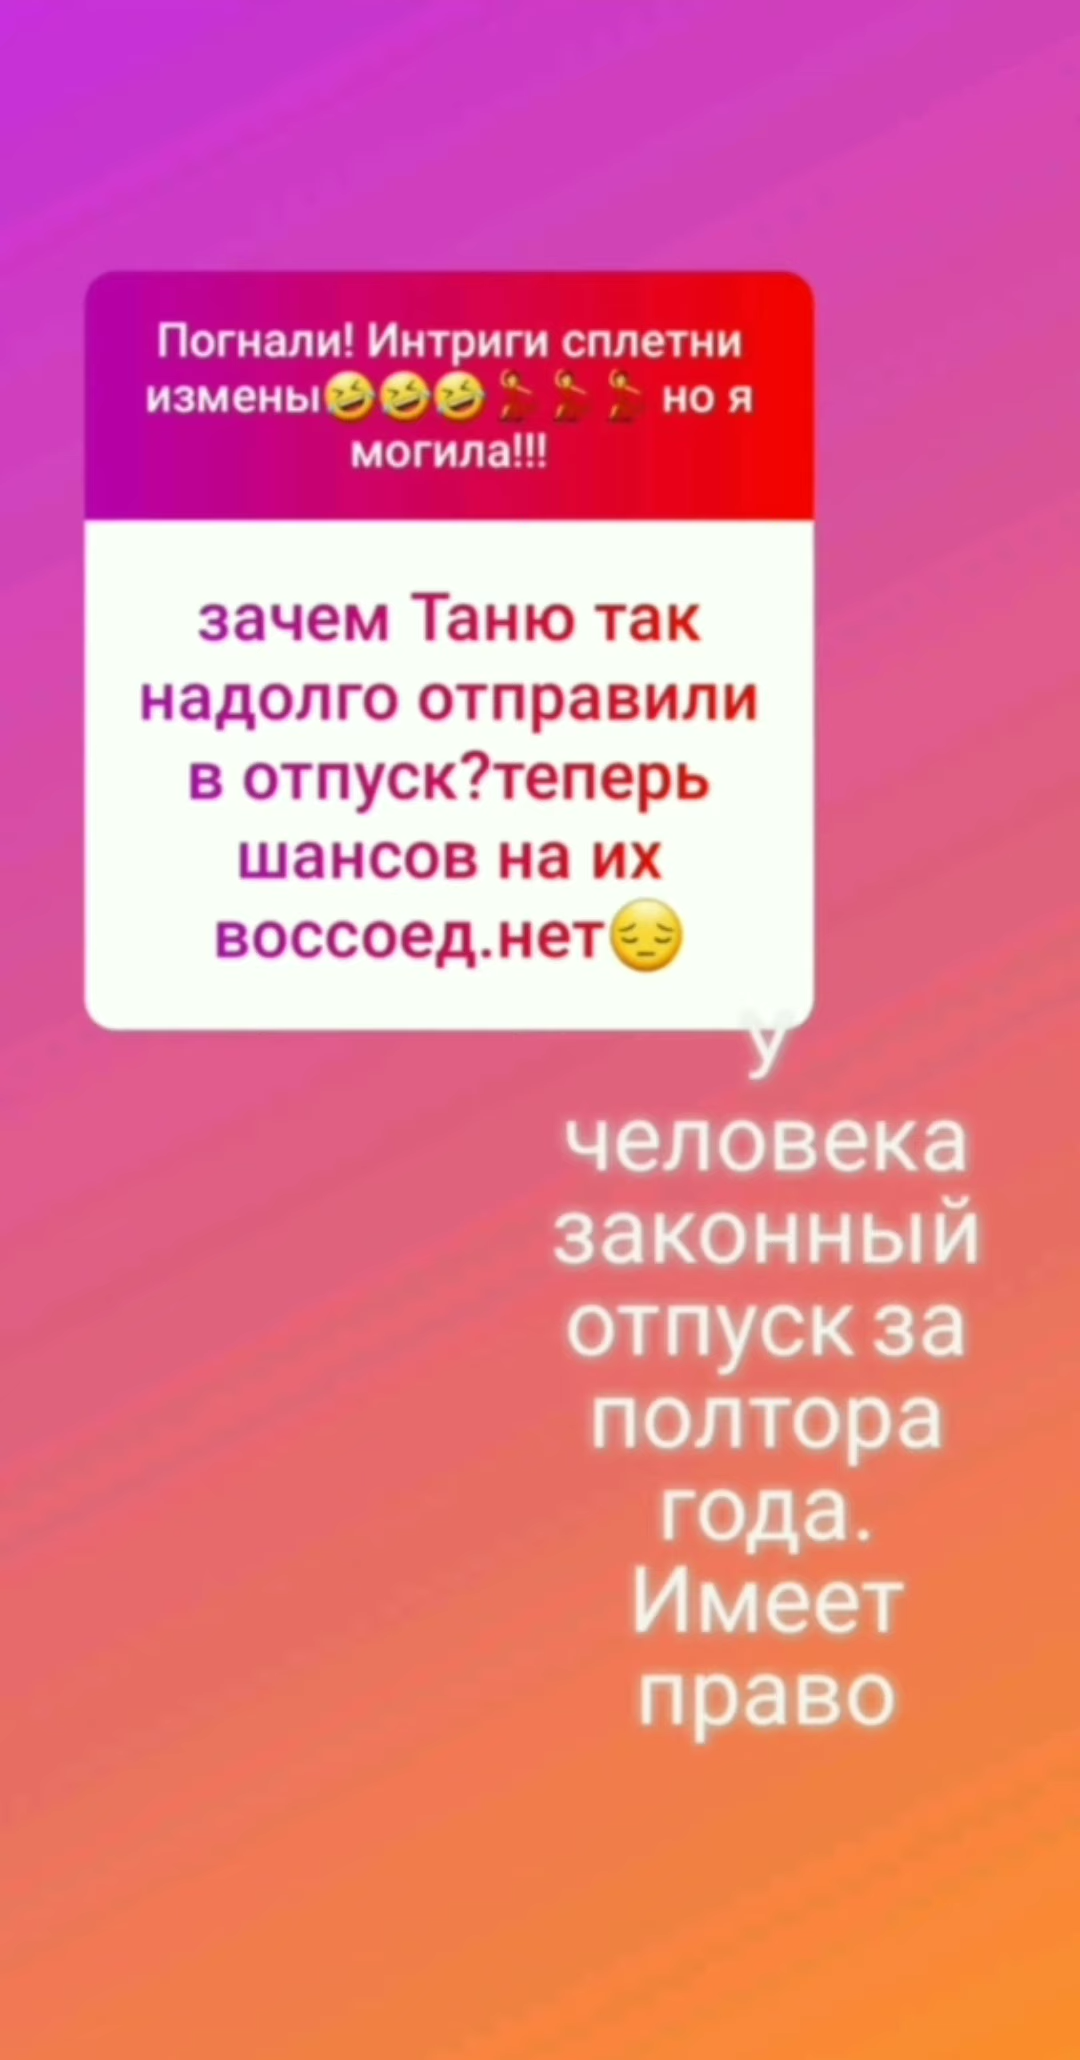 Погнали! Интриги сплетни
измены🤣🤣🤣💃💃💃 но я
могила!!!
зачем Таню так
надолго отправили
в отпуск?теперь
шансов на их
воссоед.нет😔
У
человека
законный
отпуск за
полтора
года.
Имеет
право